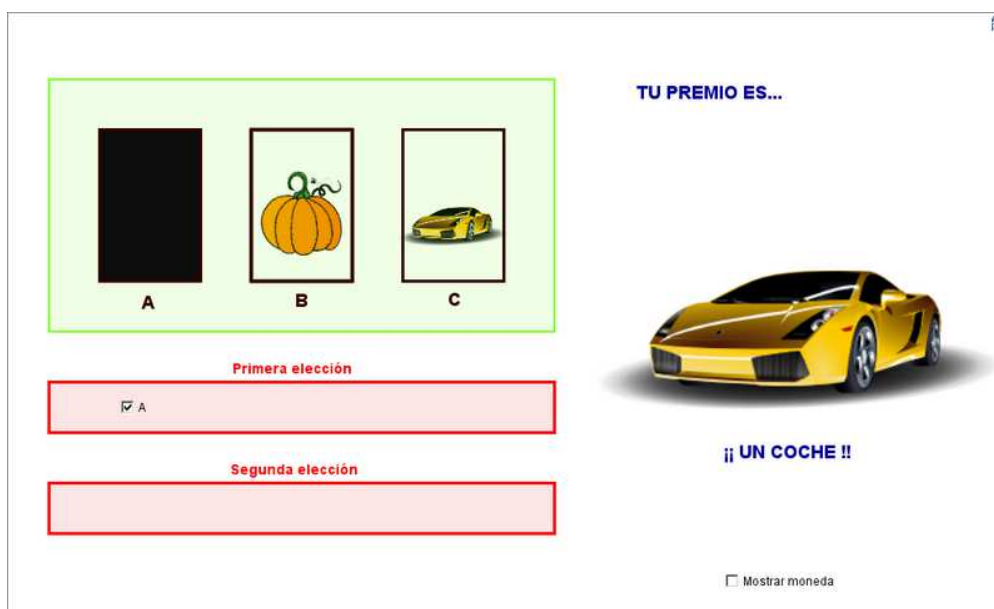 TU PREMIO ES...
A
B
C
Primera elección
A
Segunda elección
¡¡ UN COCHE !!
Mostrar moneda